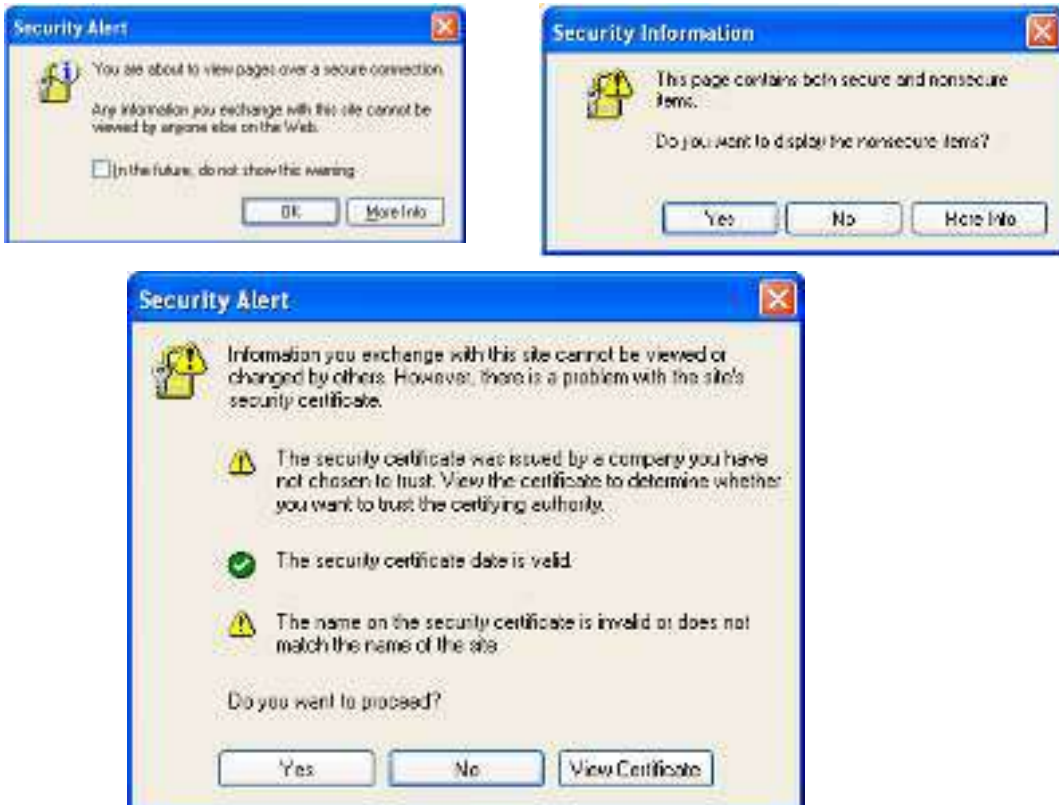 Security Alert
You are about to view pages over a secure connection.
Any information you exchange with this site cannot be
viewed by anyone else on the Web.
In the future, do not show this warning
OK
More Info
Security Information
This page contains both secure and nonsecure
items.
Do you want to display the nonsecure items?
Yes
No
More Info
Security Alert
Information you exchange with this site cannot be viewed or
changed by others. However, there is a problem with the site's
security certificate.
The security certificate was issued by a company you have
not chosen to trust. View the certificate to determine whether
you want to trust the certifying authority.
The security certificate date is valid.
The name on the security certificate is invalid or does not
match the name of the site
Do you want to proceed?
Yes
No
View Certificate